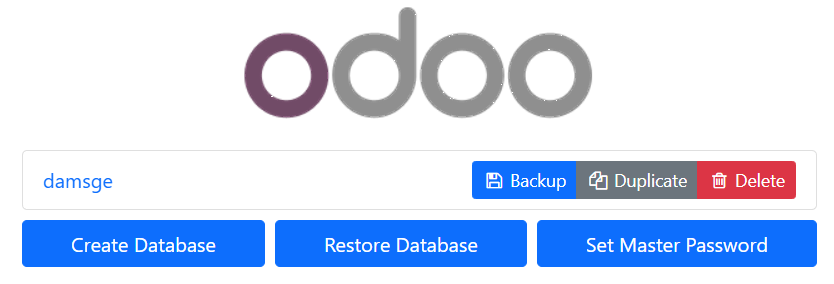 odoo
damsge
Backup Duplicate Delete
Create Database Restore Database Set Master Password